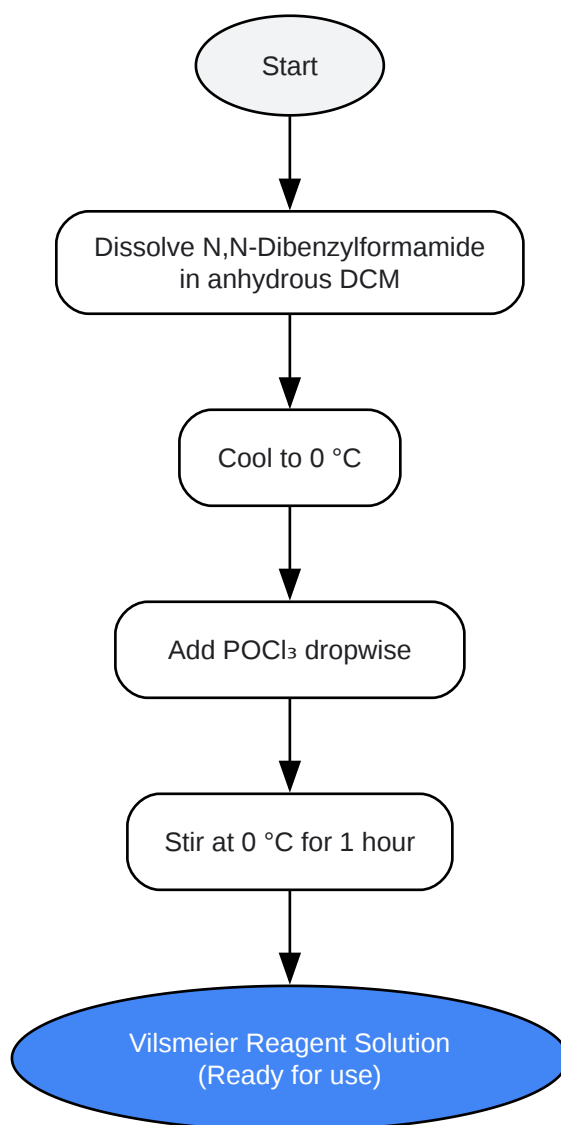 Start
Dissolve N,N-Dibenzylformamide
in anhydrous DCM
Cool to 0 °C
Add POCl₃ dropwise
Stir at 0 °C for 1 hour
Vilsmeier Reagent Solution
(Ready for use)